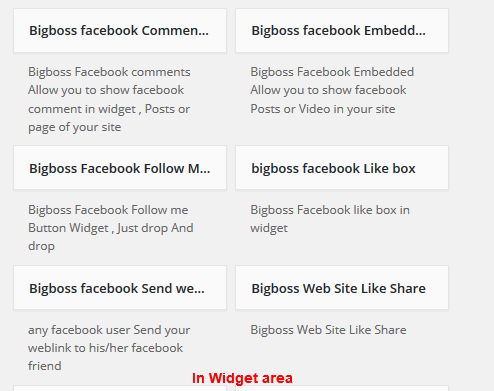 Bigboss facebook Commen...
Bigboss Facebook comments
Allow you to show facebook
comment in widget , Posts or
page of your site
Bigboss facebook Embedd...
Bigboss Facebook Embedded
Allow you to show facebook
Posts or Video in your site
Bigboss Facebook Follow M...
Bigboss Facebook Follow me
Button Widget , Just drop And
drop
bigboss facebook Like box
Bigboss Facebook like box in
widget
Bigboss facebook Send we...
any facebook user Send your
weblink to his/her facebook
friend
Bigboss Web Site Like Share
Bigboss Web Site Like Share
In Widget area